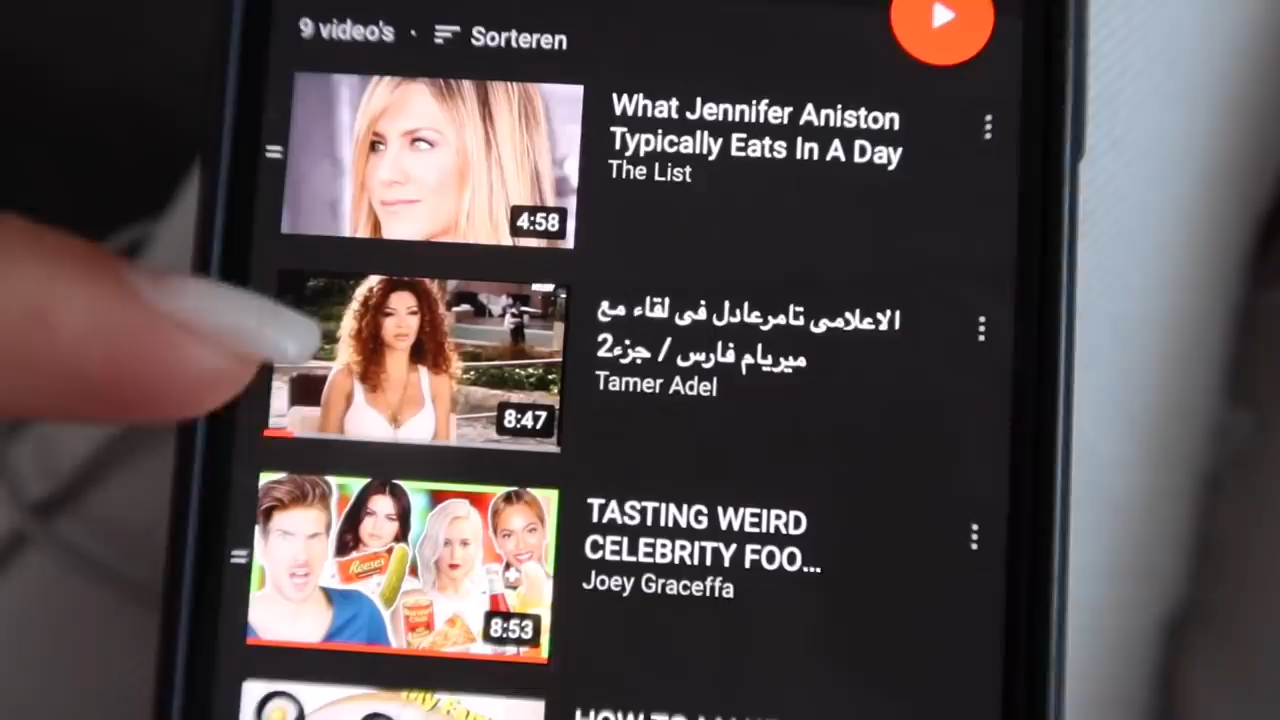 9 video's · Sorteren
What Jennifer Aniston
Typically Eats In A Day
The List
4:58
الاعلامى تامرعادل فى لقاء مع
ميريام فارس / جزء2
Tamer Adel
8:47
TASTING WEIRD
CELEBRITY FOO...
Joey Graceffa
Reese's
8:53
My